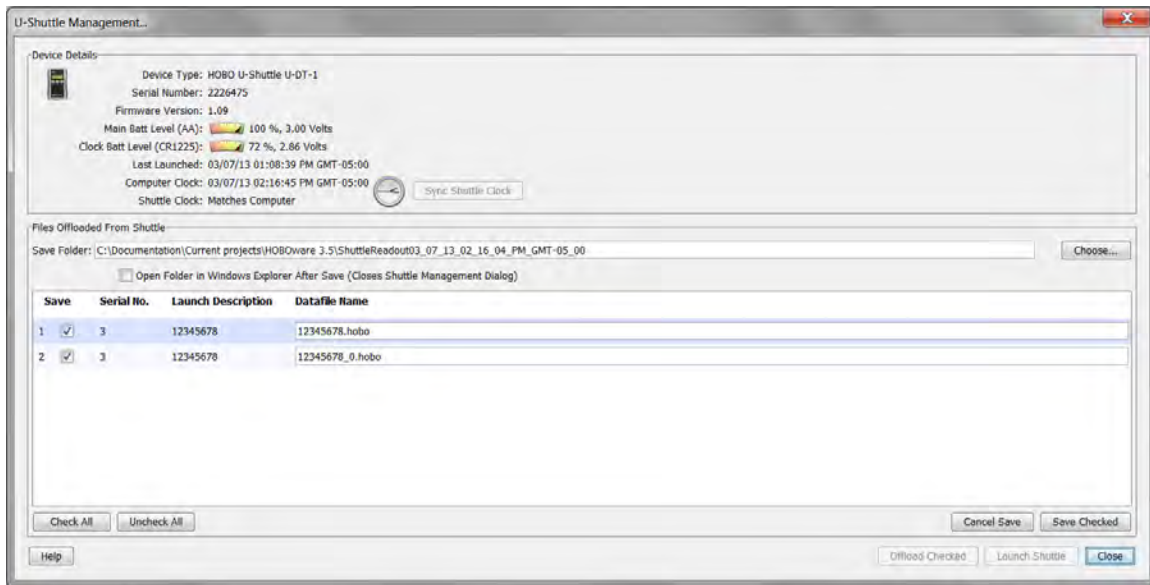 U-Shuttle Management...
Device Details
Device Type: HOBO U-Shuttle U-DT-1
Serial Number: 2226475
Firmware Version: 1.09
Main Batt Level (AA): 100 %, 3.00 Volts
Clock Batt Level (CR1225): 72 %, 2.86 Volts
Last Launched: 03/07/13 01:08:39 PM GMT-05:00
Computer Clock: 03/07/13 02:16:45 PM GMT-05:00 Sync Shuttle Clock
Shuttle Clock: Matches Computer
Files Offloaded From Shuttle
Save Folder: C:\Documentation\Current projects\HOBOware 3.5\ShuttleReadout03_07_13_02_16_04_PM_GMT-05_00 Choose...
Open Folder in Windows Explorer After Save (Closes Shuttle Management Dialog)
Save Serial No. Launch Description Datafile Name
1 3 12345678 12345678.hobo
2 3 12345678 12345678_0.hobo
Check All Uncheck All Cancel Save Save Checked
Help Offload Checked Launch Shuttle Close